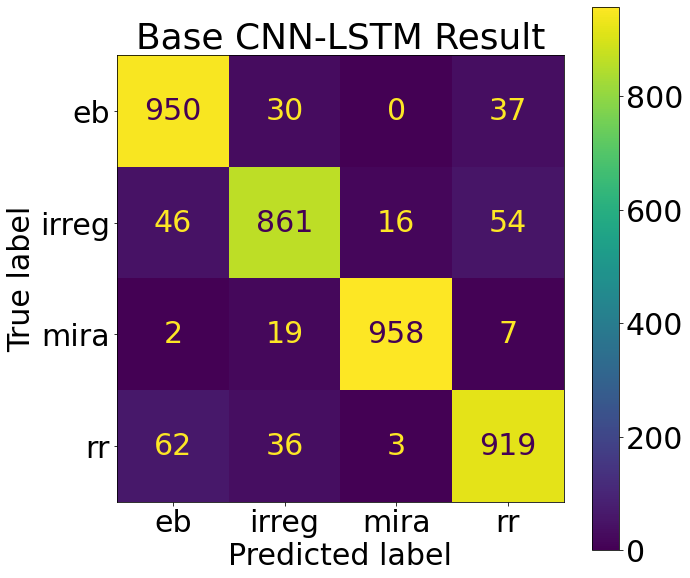 Base CNN-LSTM Result
eb 950 30 0 37
irreg 46 861 16 54
mira 2 19 958 7
rr 62 36 3 919
eb irreg mira rr
Predicted label
True label
800
600
400
200
0